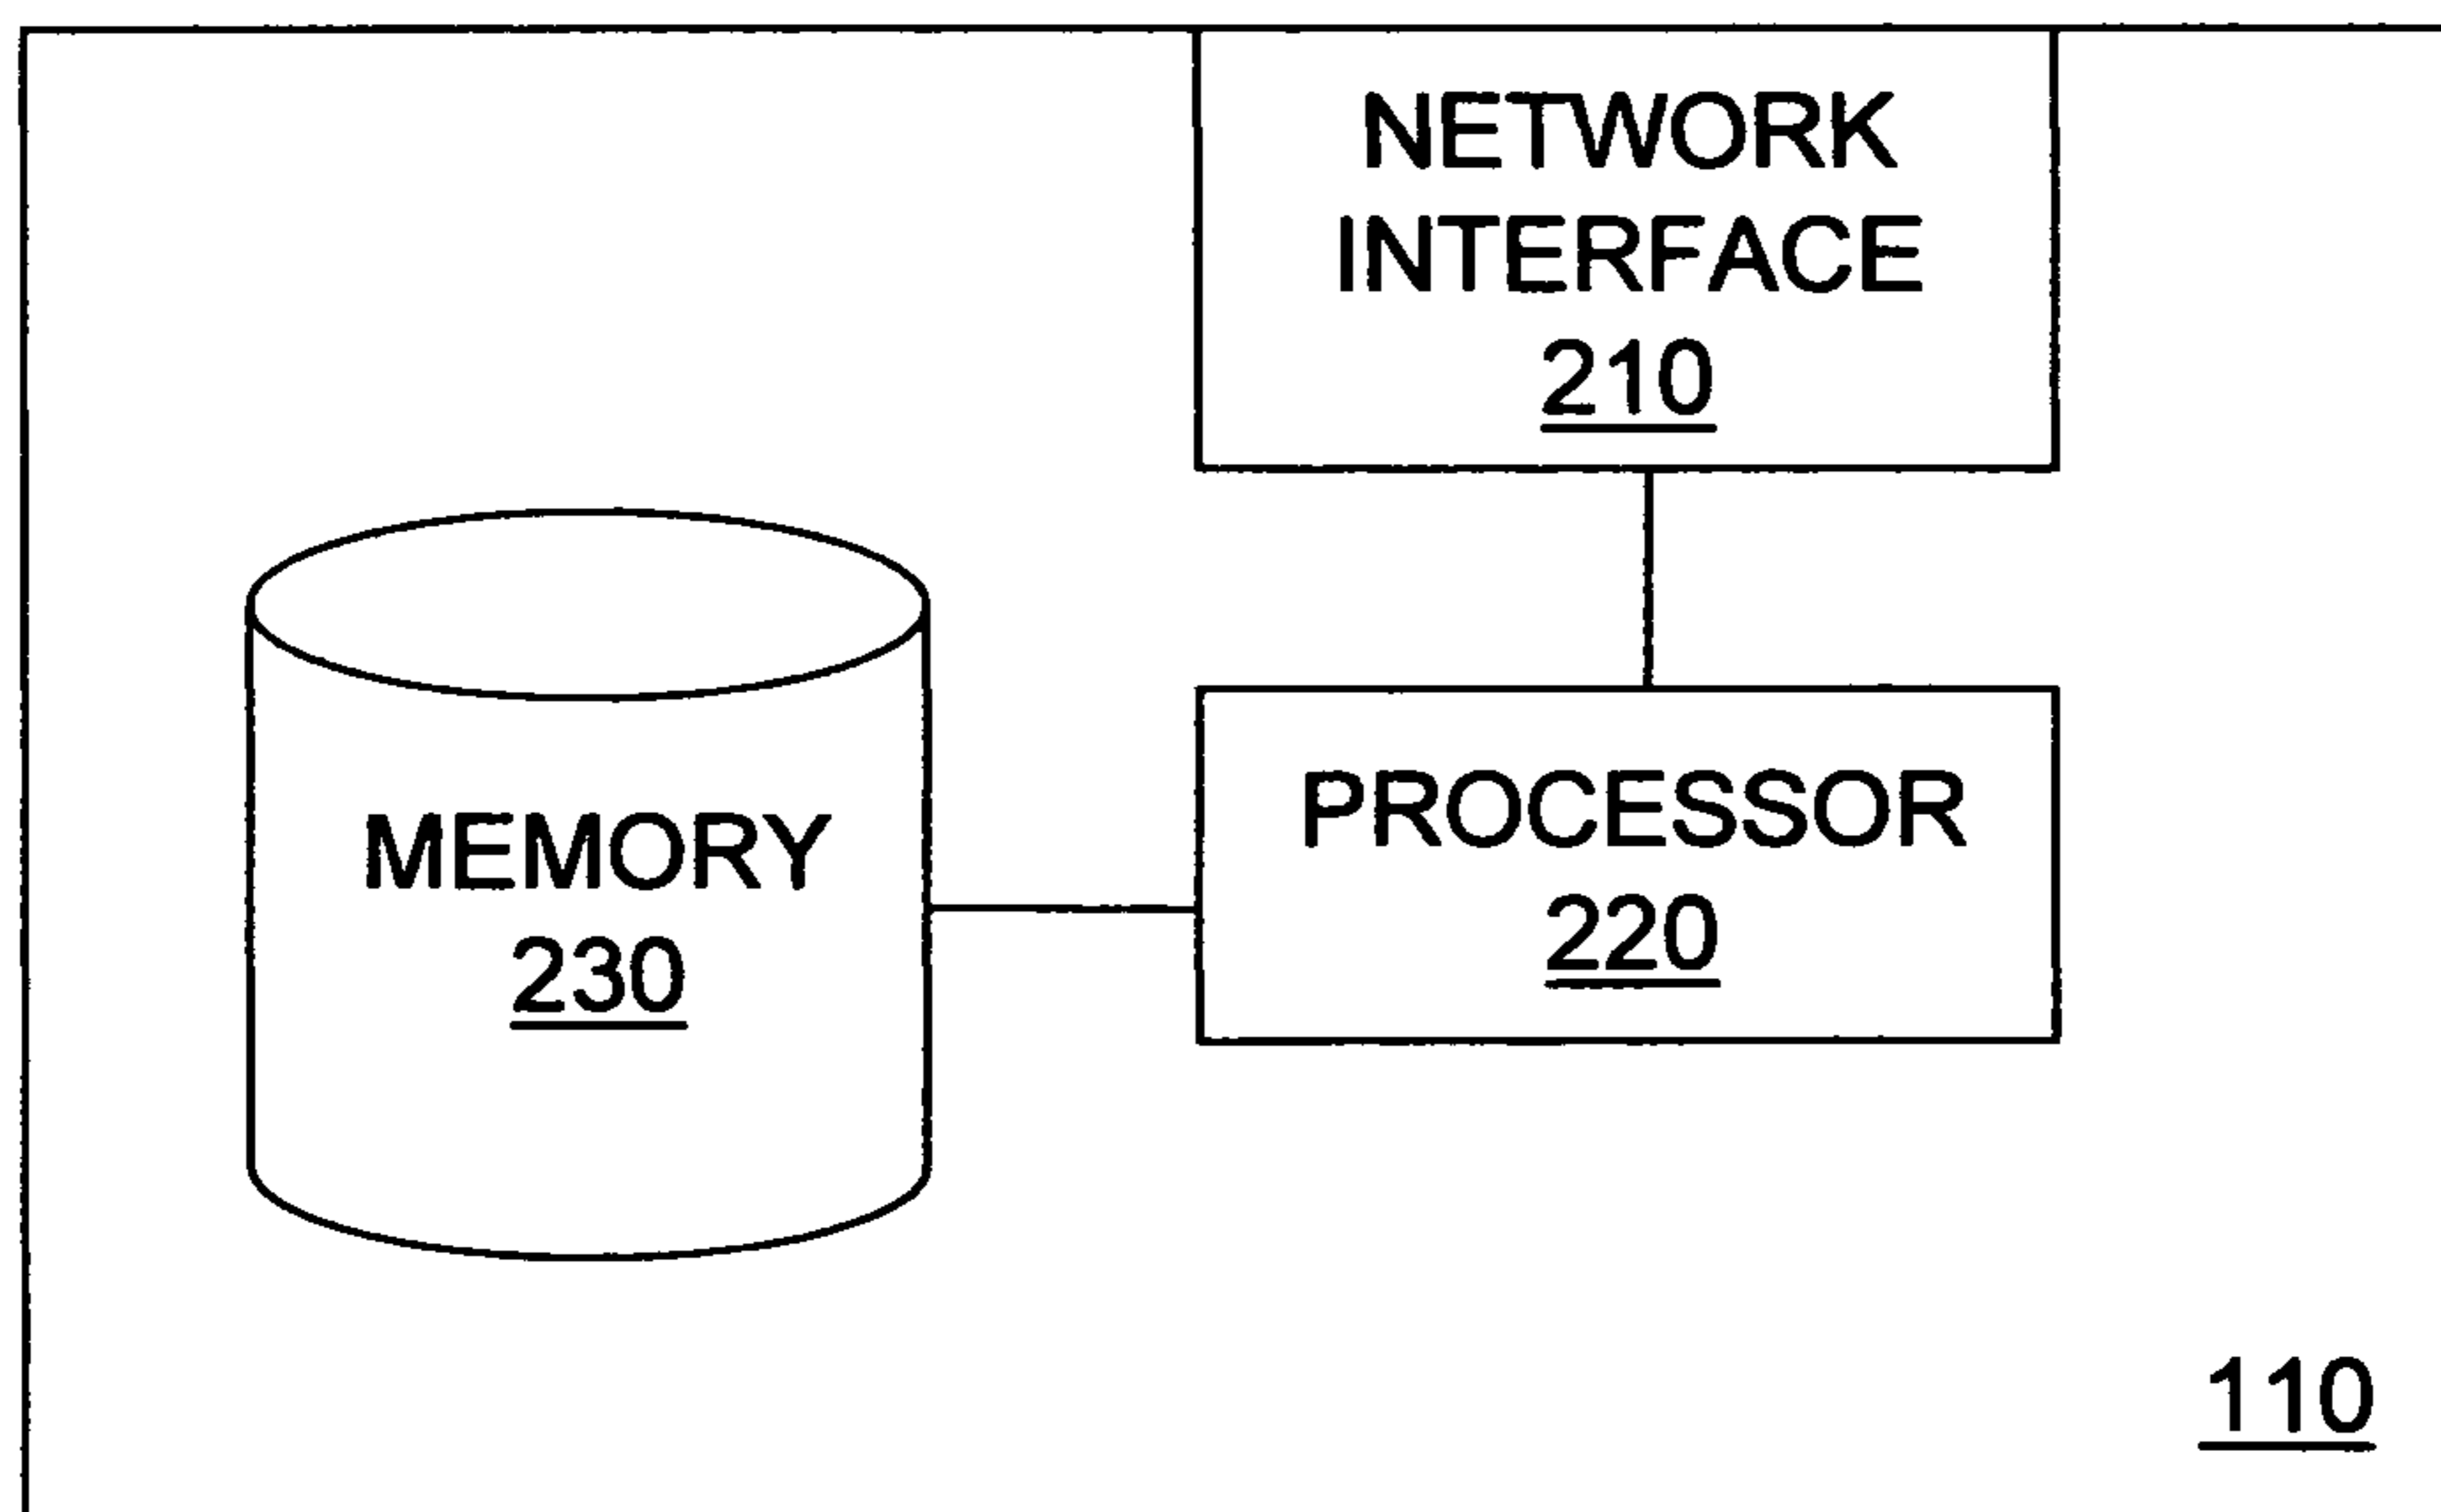 NETWORK
INTERFACE
210
MEMORY
230
PROCESSOR
220
110